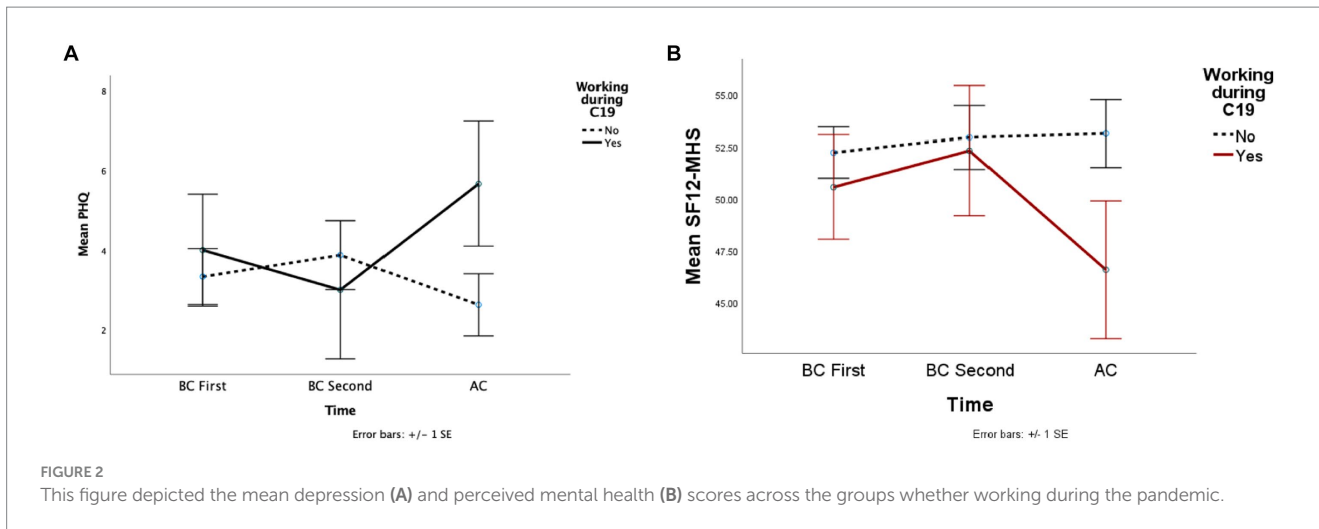 A
Mean PHQ
8
6
4
2
BC First BC Second AC
Time
Error bars: +/− 1 SE
Working
during
C19
No
Yes
B
Mean SF12-MHS
55.00
52.50
50.00
47.50
45.00
BC First BC Second AC
Time
Error bars: +/- 1 SE
Working
during
C19
No
Yes
FIGURE 2
This figure depicted the mean depression (A) and perceived mental health (B) scores across the groups whether working during the pandemic.